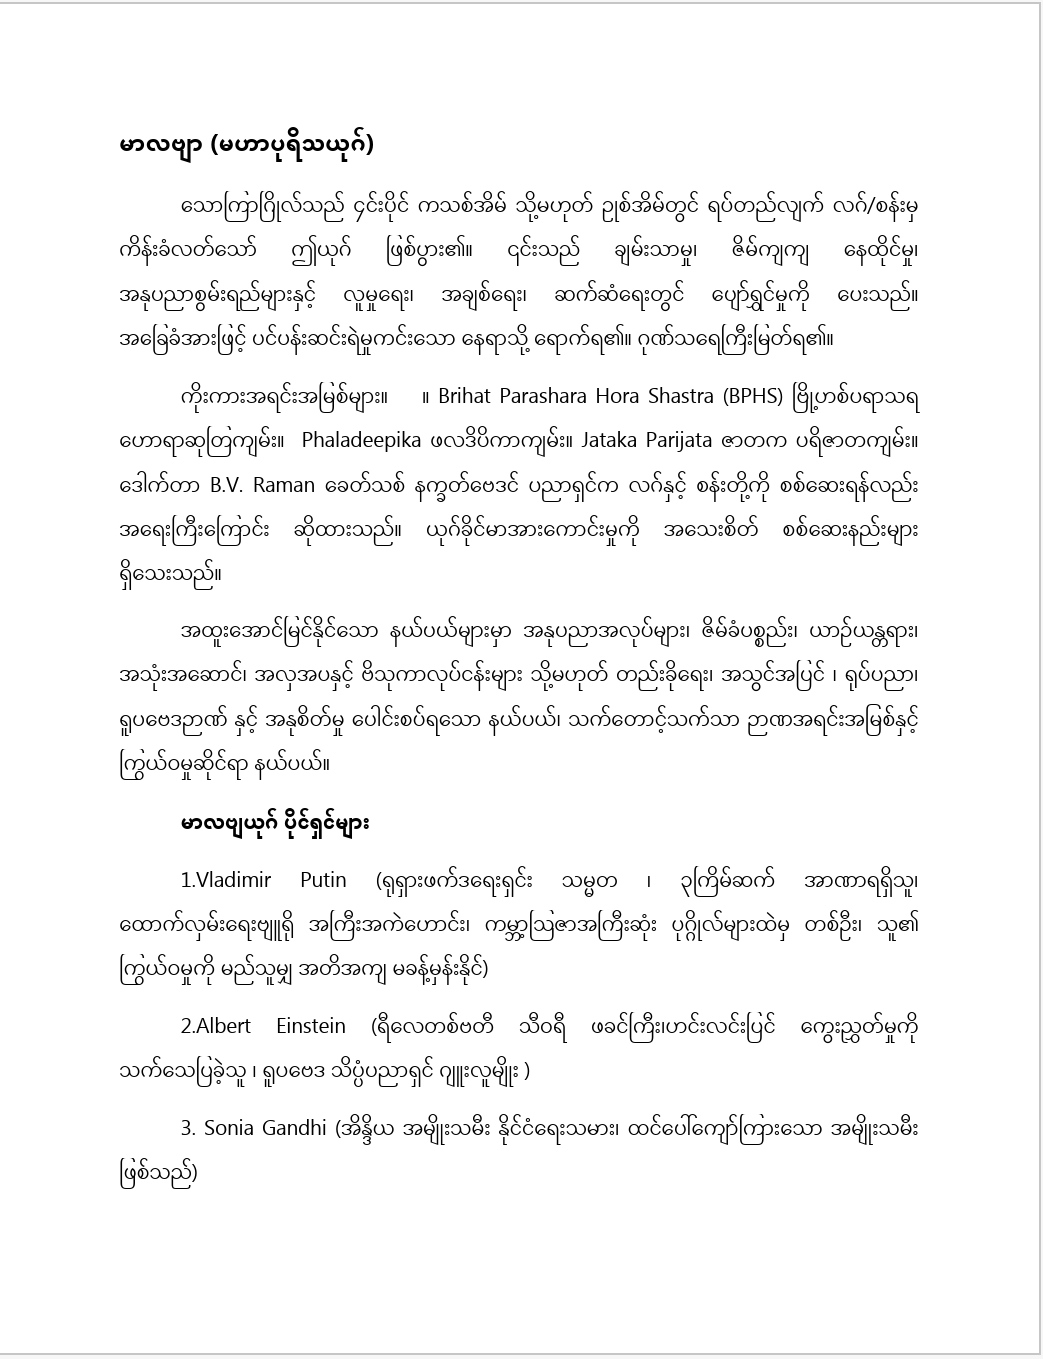 မာလဗျာ (မဟာပုရိသယုဂ်)
သောကြာဂြိုလ်သည် ၄င်းပိုင် ကသစ်အိမ် သို့မဟုတ် ဥုစ်အိမ်တွင် ရပ်တည်လျက် လဂ်/စန်းမှ
ကိန်းခံလတ်သော် ဤယုဂ် ဖြစ်ပွား၏။ ၎င်းသည် ချမ်းသာမှု၊ ဇိမ်ကျကျ နေထိုင်မှု၊
အနုပညာစွမ်းရည်များနှင့် လူမှုရေး၊ အချစ်ရေး၊ ဆက်ဆံရေးတွင် ပျော်ရွှင်မှုကို ပေးသည်။
အခြေခံအားဖြင့် ပင်ပန်းဆင်းရဲမှုကင်းသော နေရာသို့ ရောက်ရ၏။ ဂုဏ်သရေကြီးမြတ်ရ၏။
ကိုးကားအရင်းအမြစ်များ။ ။ Brihat Parashara Hora Shastra (BPHS) ဗြို့ဟစ်ပရာသရ
ဟောရာဆုတြကျမ်း။ Phaladeepika ဖလဒိပိကာကျမ်း။ Jataka Parijata ဇာတက ပရိဇာတကျမ်း။
ဒေါက်တာ B.V. Raman ခေတ်သစ် နက္ခတ်ဗေဒင် ပညာရှင်က လဂ်နှင့် စန်းတို့ကို စစ်ဆေးရန်လည်း
အရေးကြီးကြောင်း ဆိုထားသည်။ ယုဂ်ခိုင်မာအားကောင်းမှုကို အသေးစိတ် စစ်ဆေးနည်းများ
ရှိသေးသည်။
အထူးအောင်မြင်နိုင်သော နယ်ပယ်များမှာ အနုပညာအလုပ်များ၊ ဇိမ်ခံပစ္စည်း၊ ယာဉ်ယန္တရား၊
အသုံးအဆောင်၊ အလှအပနှင့် ဗိသုကာလုပ်ငန်းများ သို့မဟုတ် တည်းခိုရေး၊ အသွင်အပြင် ၊ ရုပ်ပညာ၊
ရူပဗေဒဉာဏ် နှင့် အနုစိတ်မှု ပေါင်းစပ်ရသော နယ်ပယ်၊ သက်တောင့်သက်သာ ဉာဏအရင်းအမြစ်နှင့်
ကြွယ်ဝမှုဆိုင်ရာ နယ်ပယ်။
မာလဗျယုဂ် ပိုင်ရှင်များ
1.Vladimir Putin (ရုရှားဖက်ဒရေးရှင်း သမ္မတ ၊ ၃ကြိမ်ဆက် အာဏာရရှိသူ၊
ထောက်လှမ်းရေးဗျူရို အကြီးအကဲဟောင်း၊ ကမ္ဘာ့သြဇာအကြီးဆုံး ပုဂ္ဂိုလ်များထဲမှ တစ်ဦး၊ သူ၏
ကြွယ်ဝမှုကို မည်သူမျှ အတိအကျ မခန့်မှန်းနိုင်)
2.Albert Einstein (ရီလေတစ်ဗတီ သီဝရီ ဖခင်ကြီး၊ဟင်းလင်းပြင် ကွေးညွှတ်မှုကို
သက်သေပြခဲ့သူ ၊ ရူပဗေဒ သိပ္ပံပညာရှင် ဂျူးလူမျိုး )
3. Sonia Gandhi (အိန္ဒိယ အမျိုးသမီး နိုင်ငံရေးသမား၊ ထင်ပေါ်ကျော်ကြားသော အမျိုးသမီး
ဖြစ်သည်)